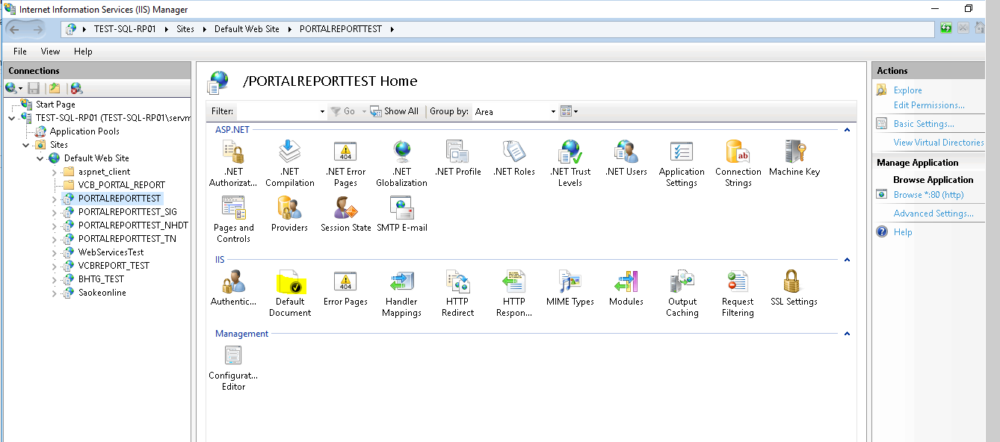 Internet Information Services (IIS) Manager
TEST-SQL-RP01 Sites Default Web Site PORTALREPORTTEST
File View Help
Connections
Start Page
TEST-SQL-RP01 (TEST-SQL-RP01\servm
Application Pools
Sites
Default Web Site
aspnet_client
VCB_PORTAL_REPORT
PORTALREPORTTEST
PORTALREPORTTEST_SIG
PORTALREPORTTEST_NHDT
PORTALREPORTTEST_TN
WebServicesTest
VCBREPORT_TEST
BHTG_TEST
Saokeonline
/PORTALREPORTTEST Home
Filter: Go Show All Group by: Area
ASP.NET
.NET Authorizat...
.NET Compilation
.NET Error Pages
.NET Globalization
.NET Profile
.NET Roles
.NET Trust Levels
.NET Users
Application Settings
Connection Strings
Machine Key
Pages and Controls
Providers
Session State
SMTP E-mail
IIS
Authentic...
Default Document
Error Pages
Handler Mappings
HTTP Redirect
HTTP Respon...
MIME Types
Modules
Output Caching
Request Filtering
SSL Settings
Management
Configurat... Editor
Actions
Explore
Edit Permissions...
Basic Settings...
View Virtual Directories
Manage Application
Browse Application
Browse *:80 (http)
Advanced Settings...
Help